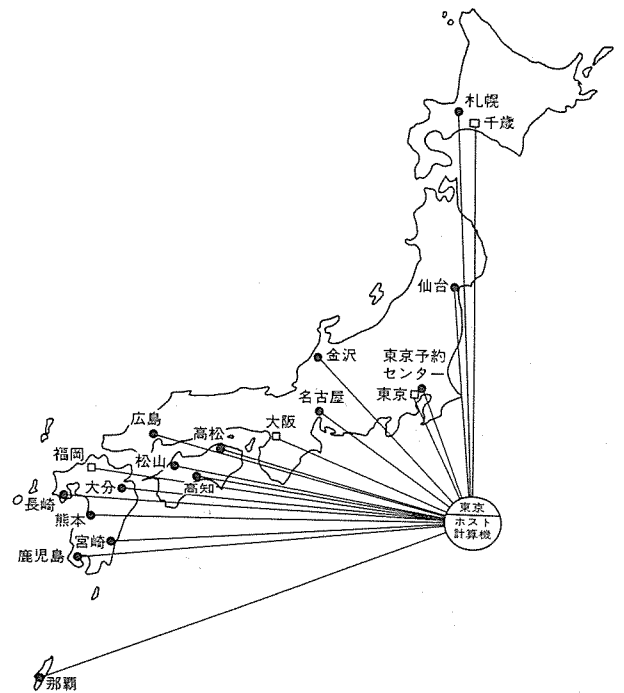 札幌
千歳
仙台
金沢
東京予約
センター
東京
名古屋
広島
高松
大阪
福岡
松山
大分
高知
長崎
熊本
宮崎
鹿児島
東京
ホスト
計算機
那覇